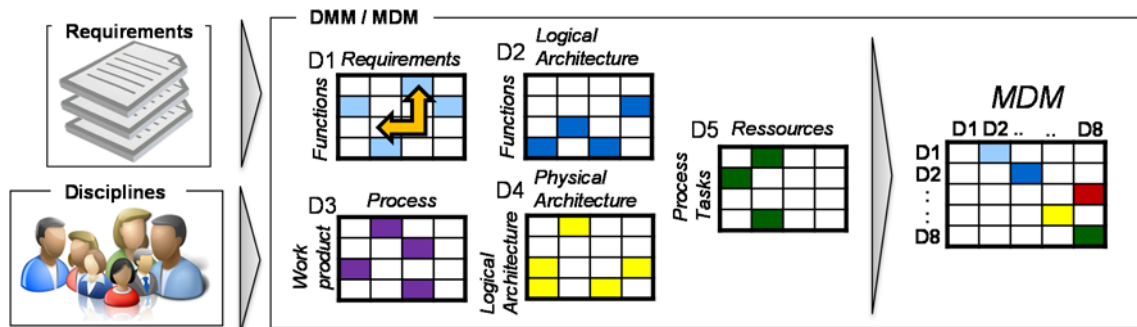 Requirements
Disciplines
DMM / MDM
D1 Requirements
Functions
D2 Logical
Architecture
Functions
D3 Process
Work
product
D4 Physical
Architecture
Logical
Architecture
D5 Ressources
Process
Tasks
MDM
D1 D2 .. .. D8
D1
D2
:
:
D8